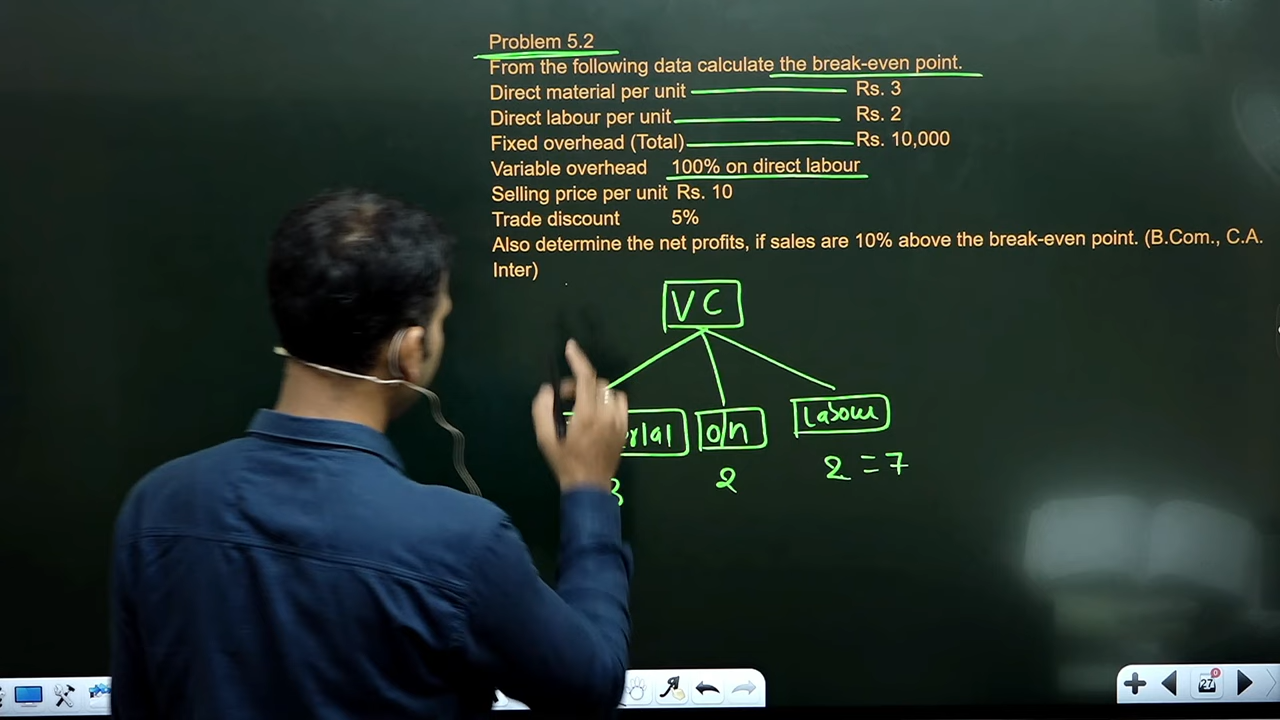 Problem 5.2
From the following data calculate the break-even point.
Direct material per unit Rs. 3
Direct labour per unit Rs. 2
Fixed overhead (Total) Rs. 10,000
Variable overhead 100% on direct labour
Selling price per unit Rs. 10
Trade discount 5%
Also determine the net profits, if sales are 10% above the break-even point. (B.Com., C.A.
Inter)
VC
o/h Labour
3 2 2 = 7
27